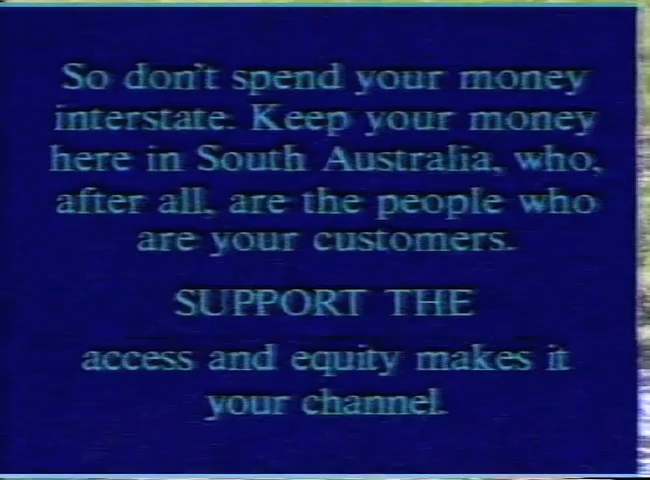 So don't spend your money
interstate. Keep your money
here in South Australia, who,
after all, are the people who
are your customers.
SUPPORT THE
access and equity makes it
your channel.